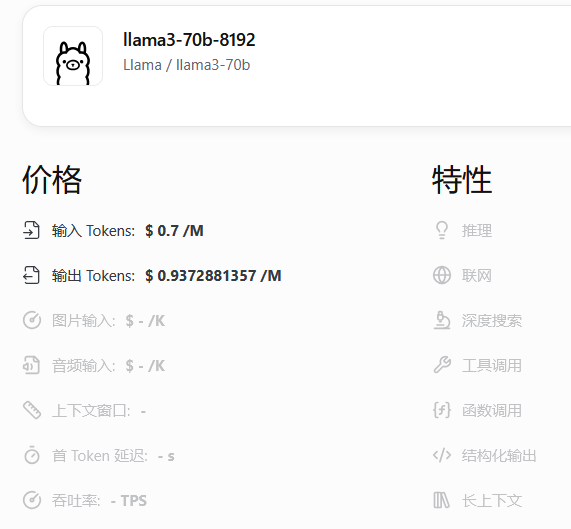 llama3-70b-8192
Llama / llama3-70b
价格
输入 Tokens: $ 0.7 /M
输出 Tokens: $ 0.9372881357 /M
图片输入: $ - /K
音频输入: $ - /K
上下文窗口: -
首 Token 延迟: - s
吞吐率: - TPS
特性
推理
联网
深度搜索
工具调用
函数调用
结构化输出
长上下文